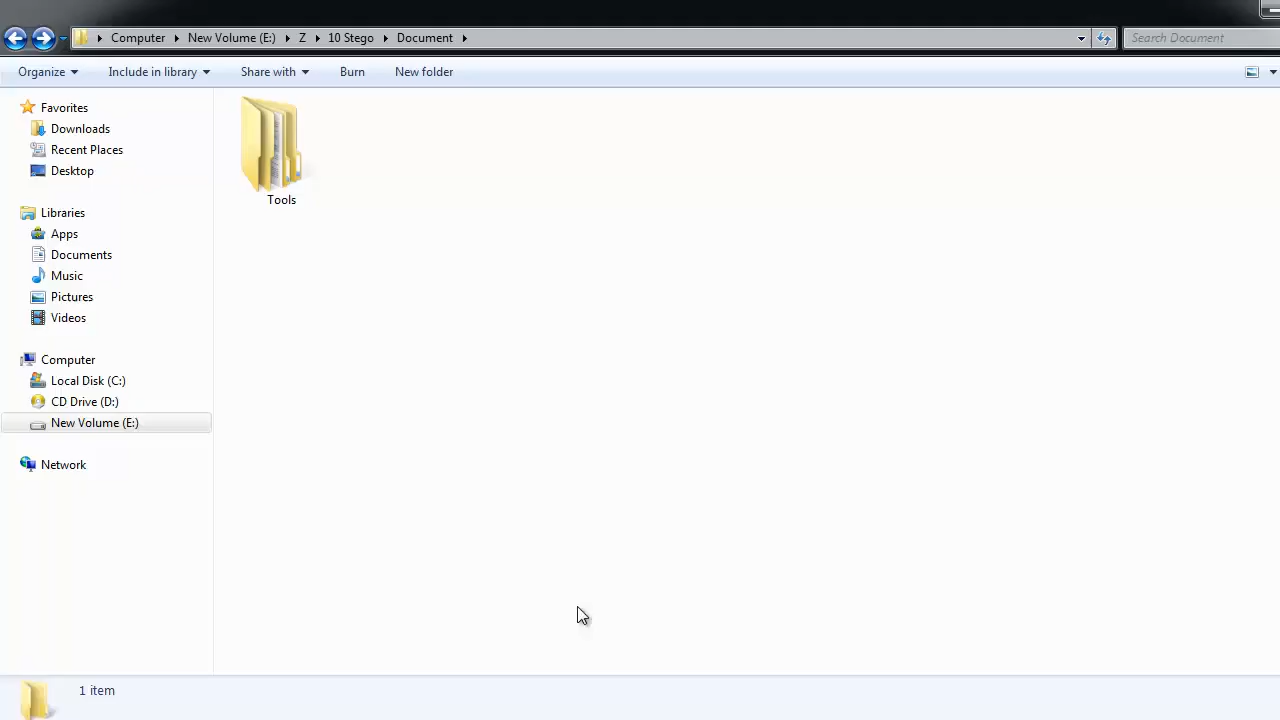 Computer New Volume (E:) Z 10 Stego Document Search Document
Organize Include in library Share with Burn New folder
Favorites
Downloads
Recent Places
Desktop
Libraries
Apps
Documents
Music
Pictures
Videos
Computer
Local Disk (C:)
CD Drive (D:)
New Volume (E:)
Network
Tools
1 item